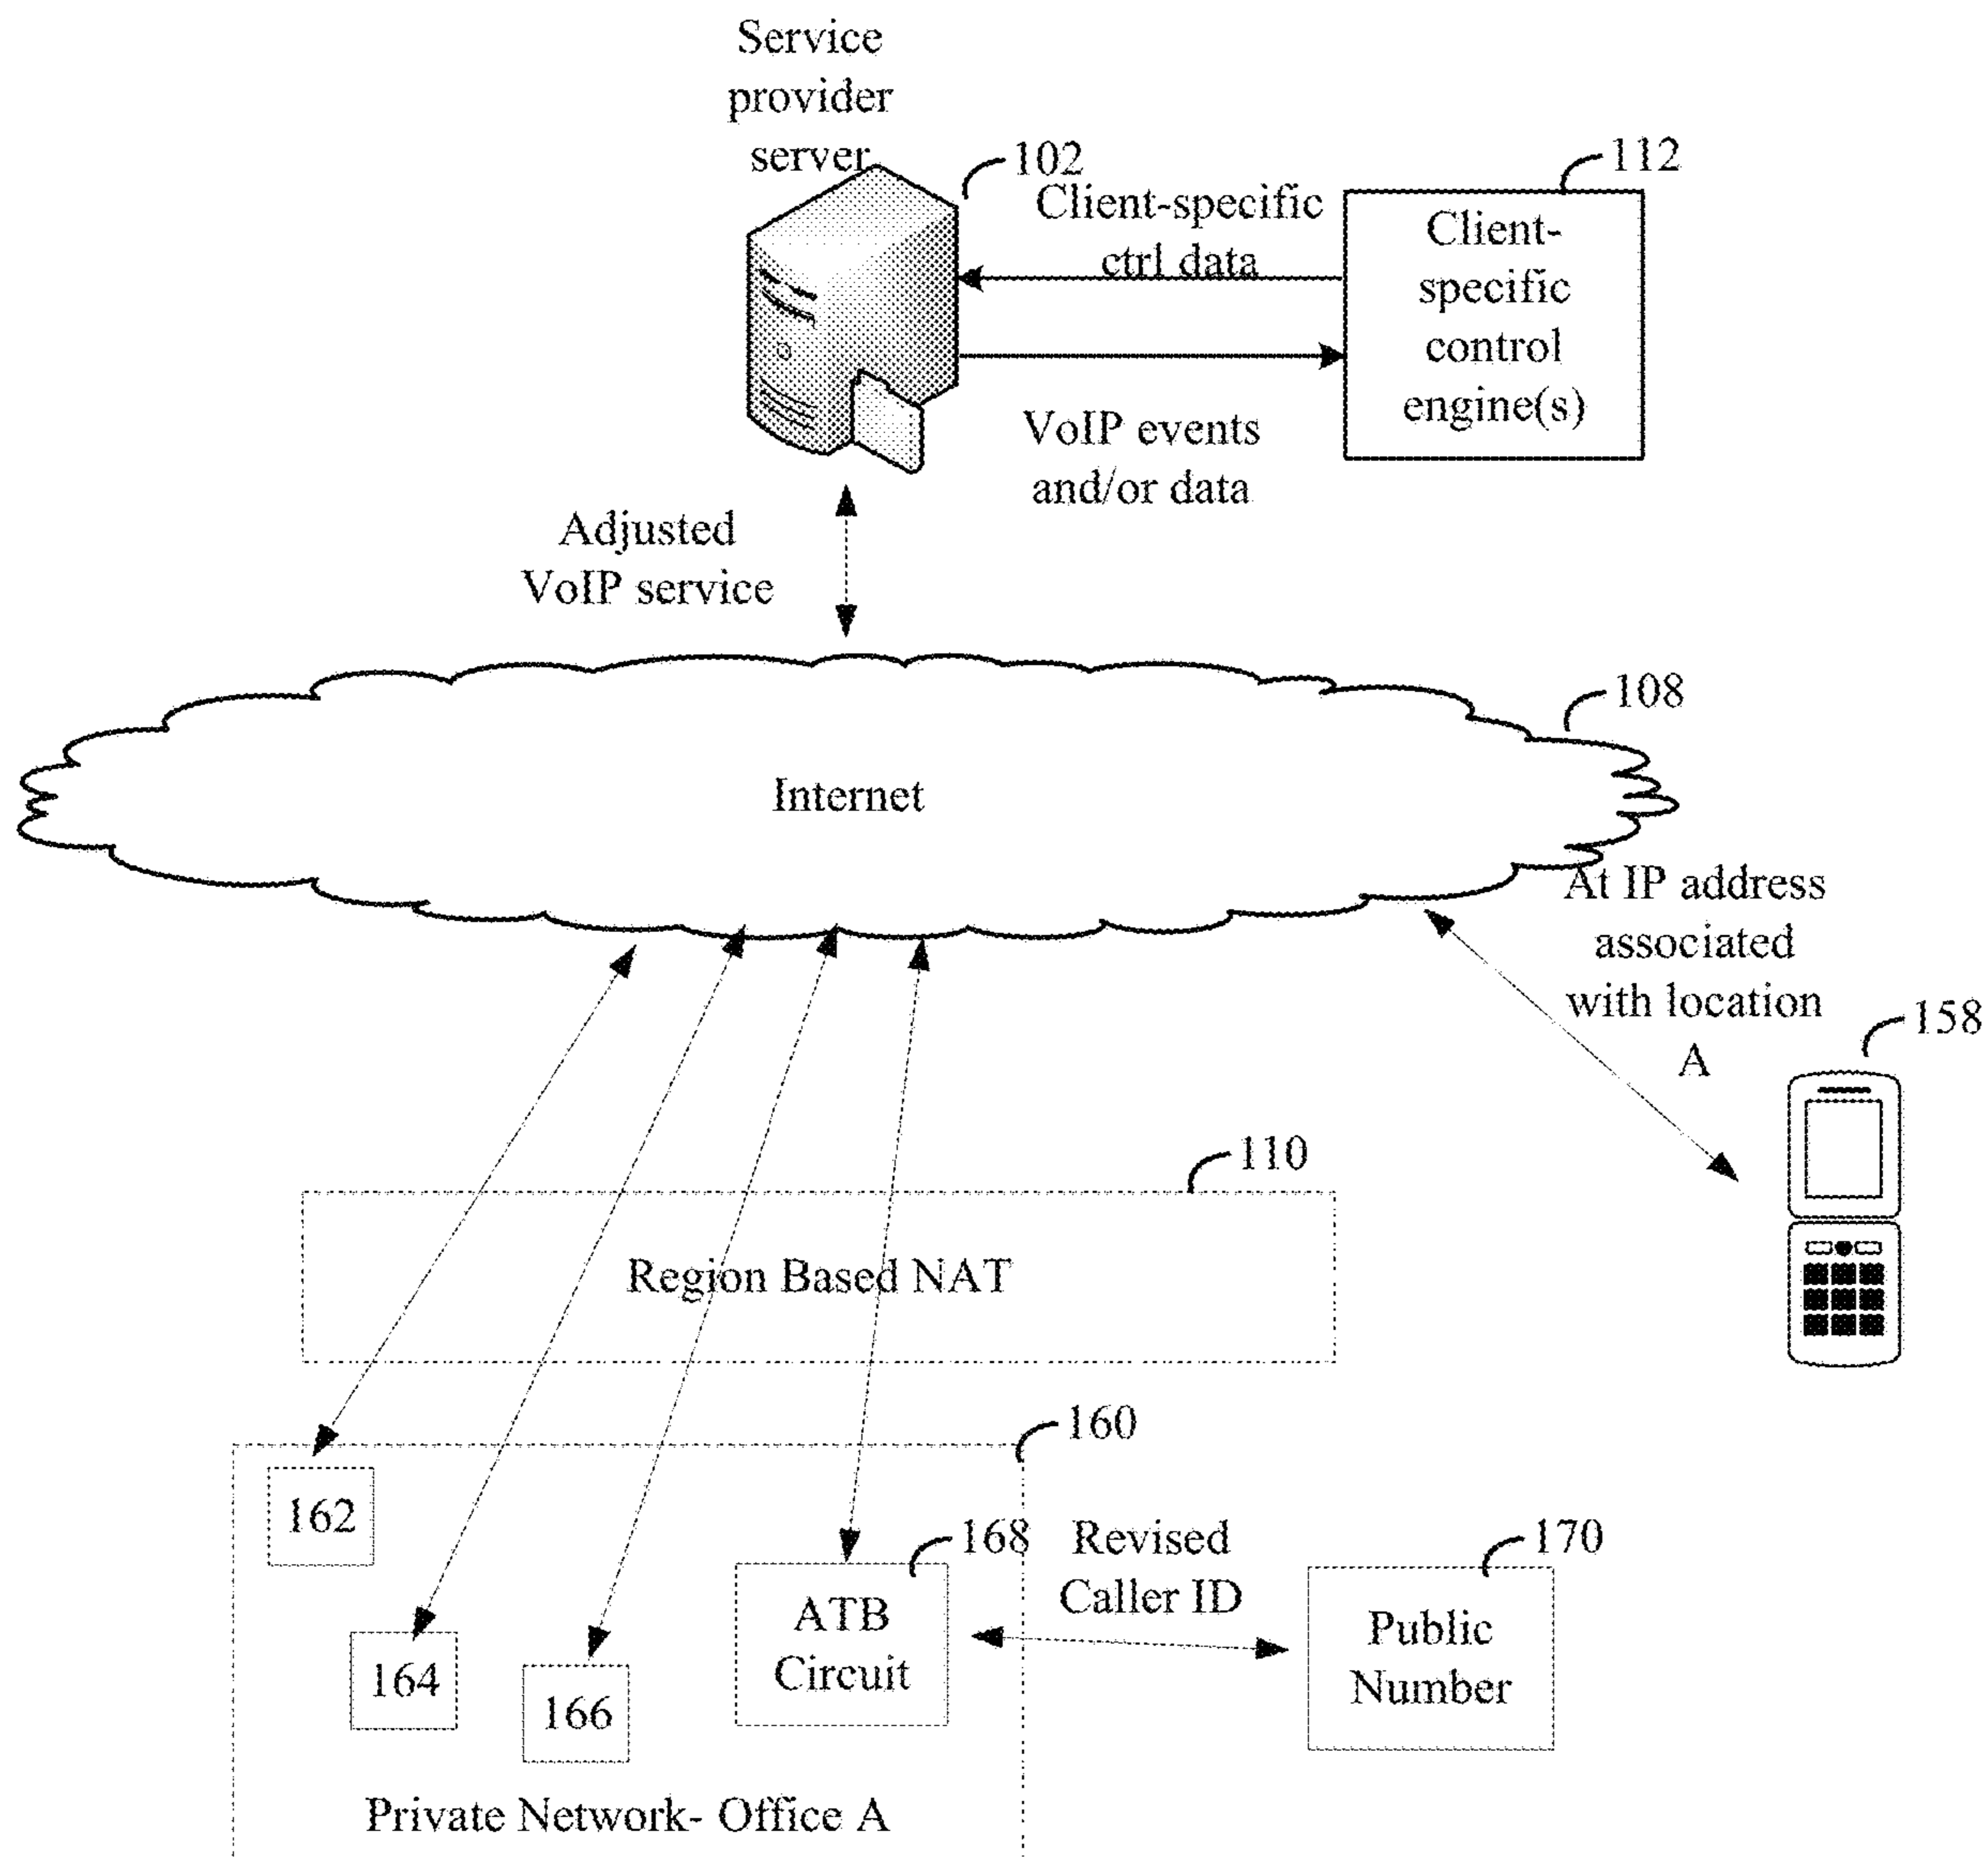 Service
provider
server
102
112
Client-specific
ctrl data
Client-
specific
control
engine(s)
VoIP events
and/or data
Adjusted
VoIP service
108
Internet
At IP address
associated
with location
A
158
110
Region Based NAT
160
162
164
166
168
ATB
Circuit
Revised
Caller ID
170
Public
Number
Private Network- Office A